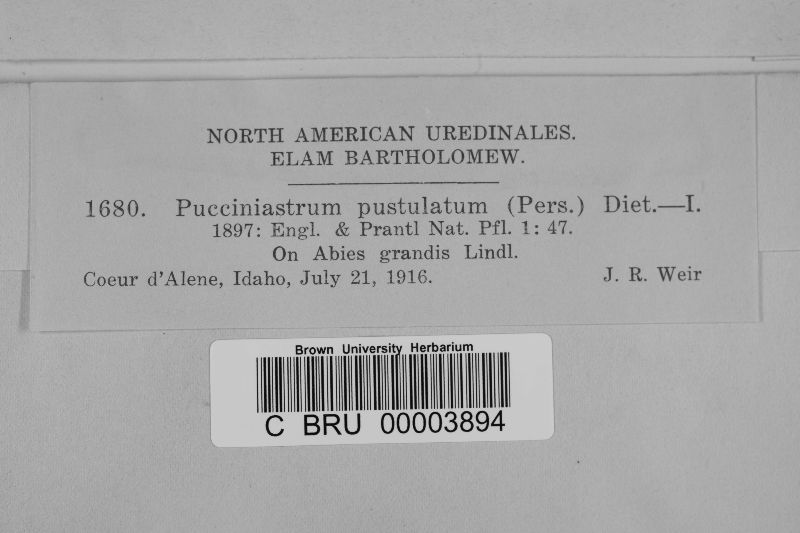 NORTH AMERICAN UREDINALES.
ELAM BARTHOLOMEW.
1680. Pucciniastrum pustulatum (Pers.) Diet.—I.
1897: Engl. & Prantl Nat. Pfl. 1: 47.
On Abies grandis Lindl.
Coeur d'Alene, Idaho, July 21, 1916. J. R. Weir
Brown University Herbarium
C BRU 00003894